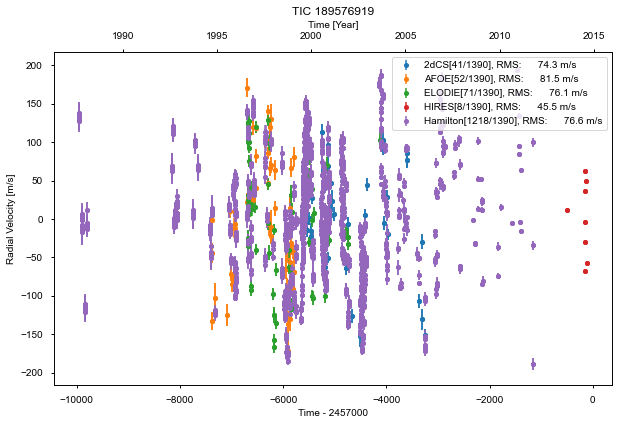 TIC 189576919
Time [Year]
1990 1995 2000 2005 2010 2015
2dCS[41/1390], RMS: 74.3 m/s
AFOE[52/1390], RMS: 81.5 m/s
ELODIE[71/1390], RMS: 76.1 m/s
HIRES[8/1390], RMS: 45.5 m/s
Hamilton[1218/1390], RMS: 76.6 m/s
Radial Velocity [m/s]
200
150
100
50
0
−50
−100
−150
−200
−10000 −8000 −6000 −4000 −2000 0
Time - 2457000